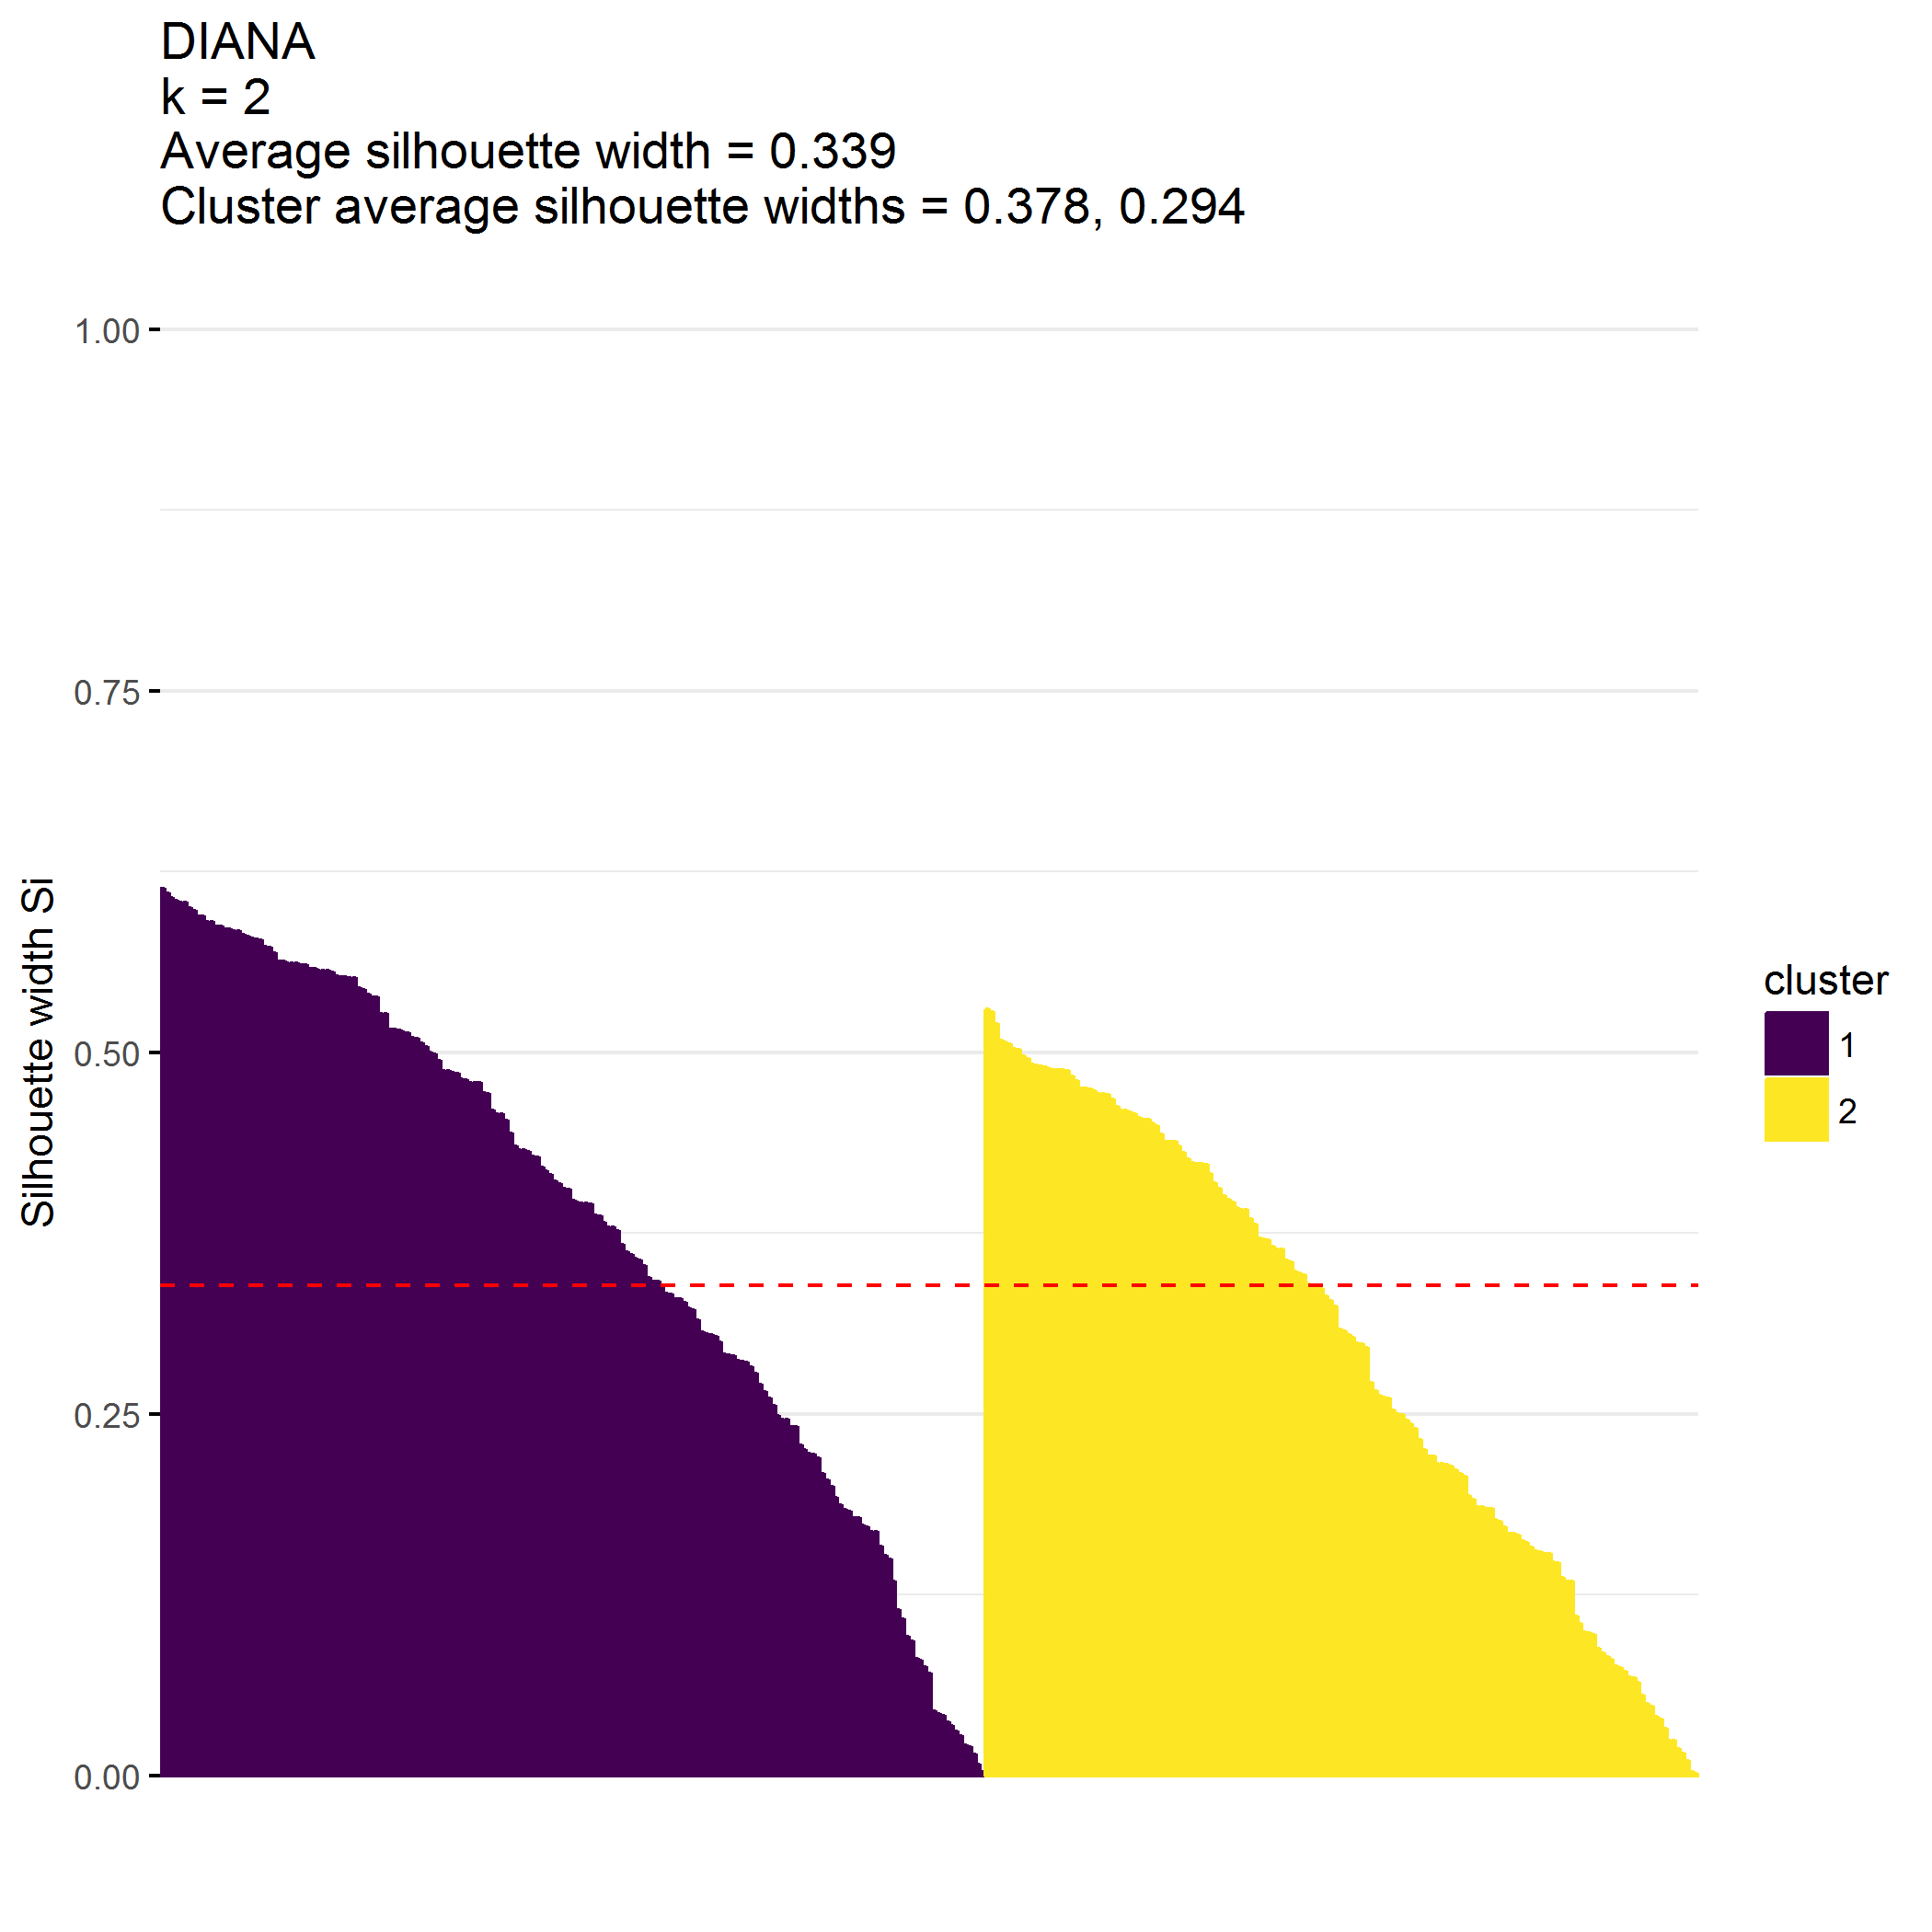 DIANA
k = 2
Average silhouette width = 0.339
Cluster average silhouette widths = 0.378, 0.294
1.00
0.75
0.50
0.25
0.00
Silhouette width Si
cluster
1
2